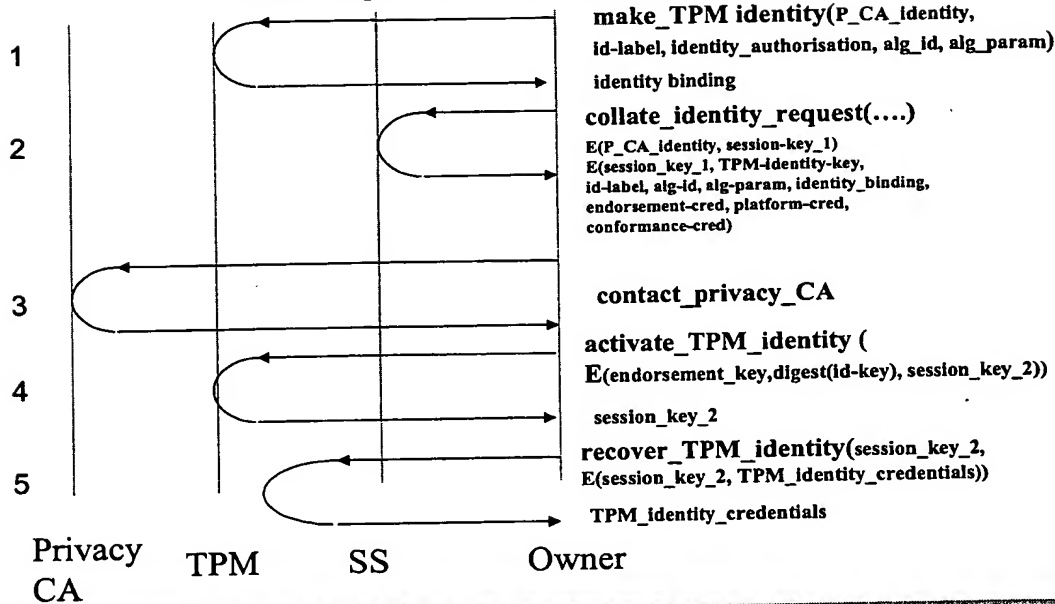 make_TPM identity(P_CA_identity,
id-label, identity_authorisation, alg_id, alg_param)
1
identity binding
collate_identity_request(....)
2
E(P_CA_identity, session-key_1)
E(session_key_1, TPM-identity-key,
id-label, alg-id, alg-param, identity_binding,
endorsement-cred, platform-cred,
conformance-cred)
3
contact_privacy_CA
activate_TPM_identity (
4
E(endorsement_key,digest(id-key), session_key_2))
session_key_2
recover_TPM_identity(session_key_2,
5
E(session_key_2, TPM_identity_credentials))
TPM_identity_credentials
Privacy
CA
TPM
SS
Owner